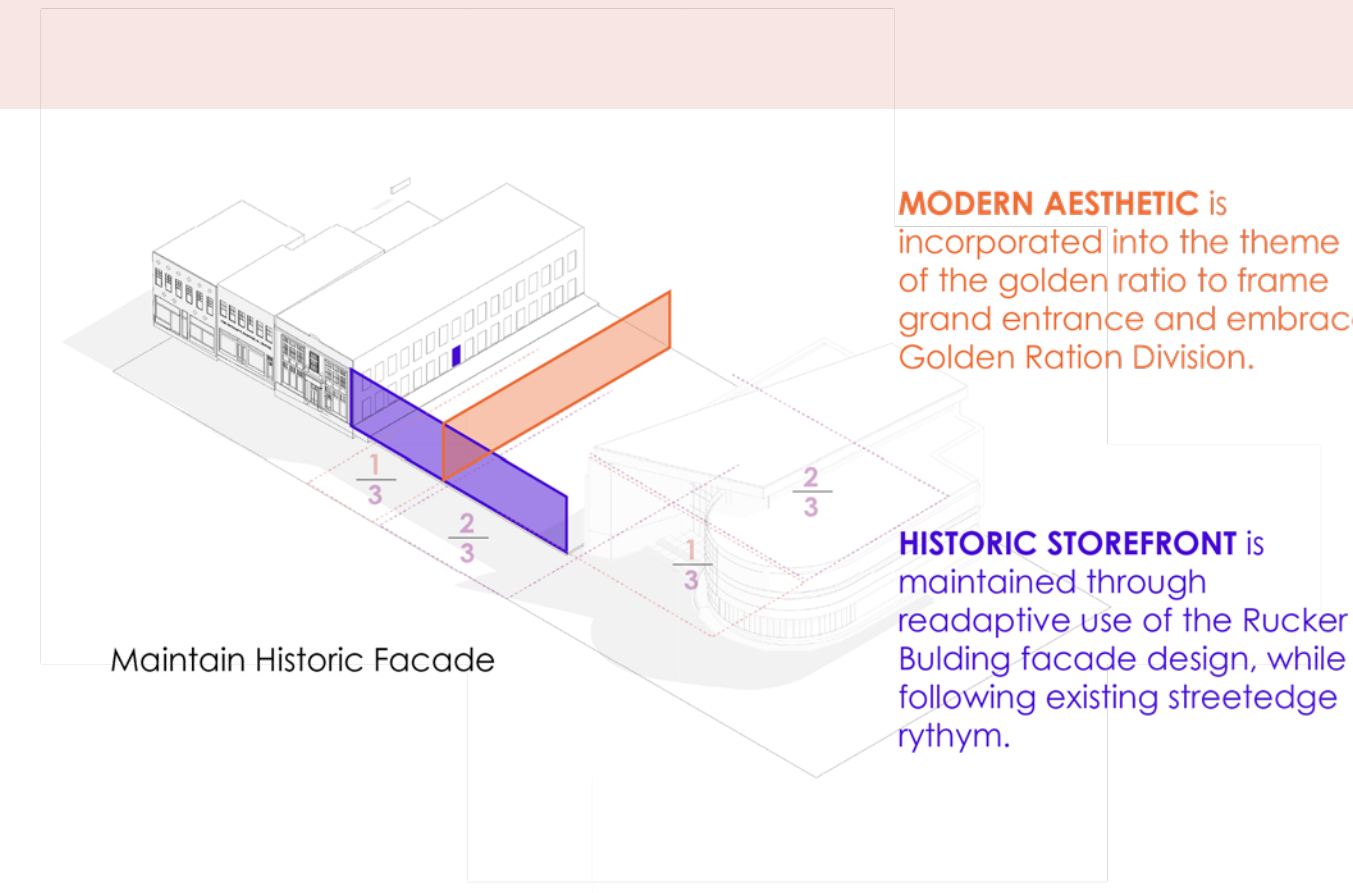 MODERN AESTHETIC is
incorporated into the theme
of the golden ratio to frame
grand entrance and embrac
Golden Ration Division.
1
3
2
3
2
3
1
3
HISTORIC STOREFRONT is
maintained through
readaptive use of the Rucker
Bulding facade design, while
following existing streetedge
rythym.
Maintain Historic Facade